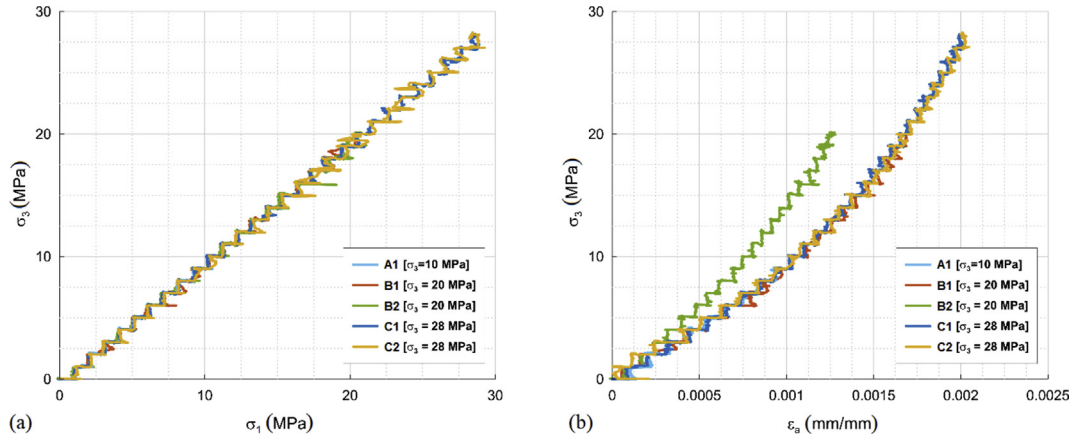 30
20
10
0
σ3 (MPa)
0 10 20 30
σ1 (MPa)
(a)
A1 [σ3=10 MPa]
B1 [σ3 = 20 MPa]
B2 [σ3 = 20 MPa]
C1 [σ3 = 28 MPa]
C2 [σ3 = 28 MPa]
30
20
10
0
σ3 (MPa)
0 0.0005 0.001 0.0015 0.002 0.0025
εa (mm/mm)
(b)
A1 [σ3=10 MPa]
B1 [σ3 = 20 MPa]
B2 [σ3 = 20 MPa]
C1 [σ3 = 28 MPa]
C2 [σ3 = 28 MPa]